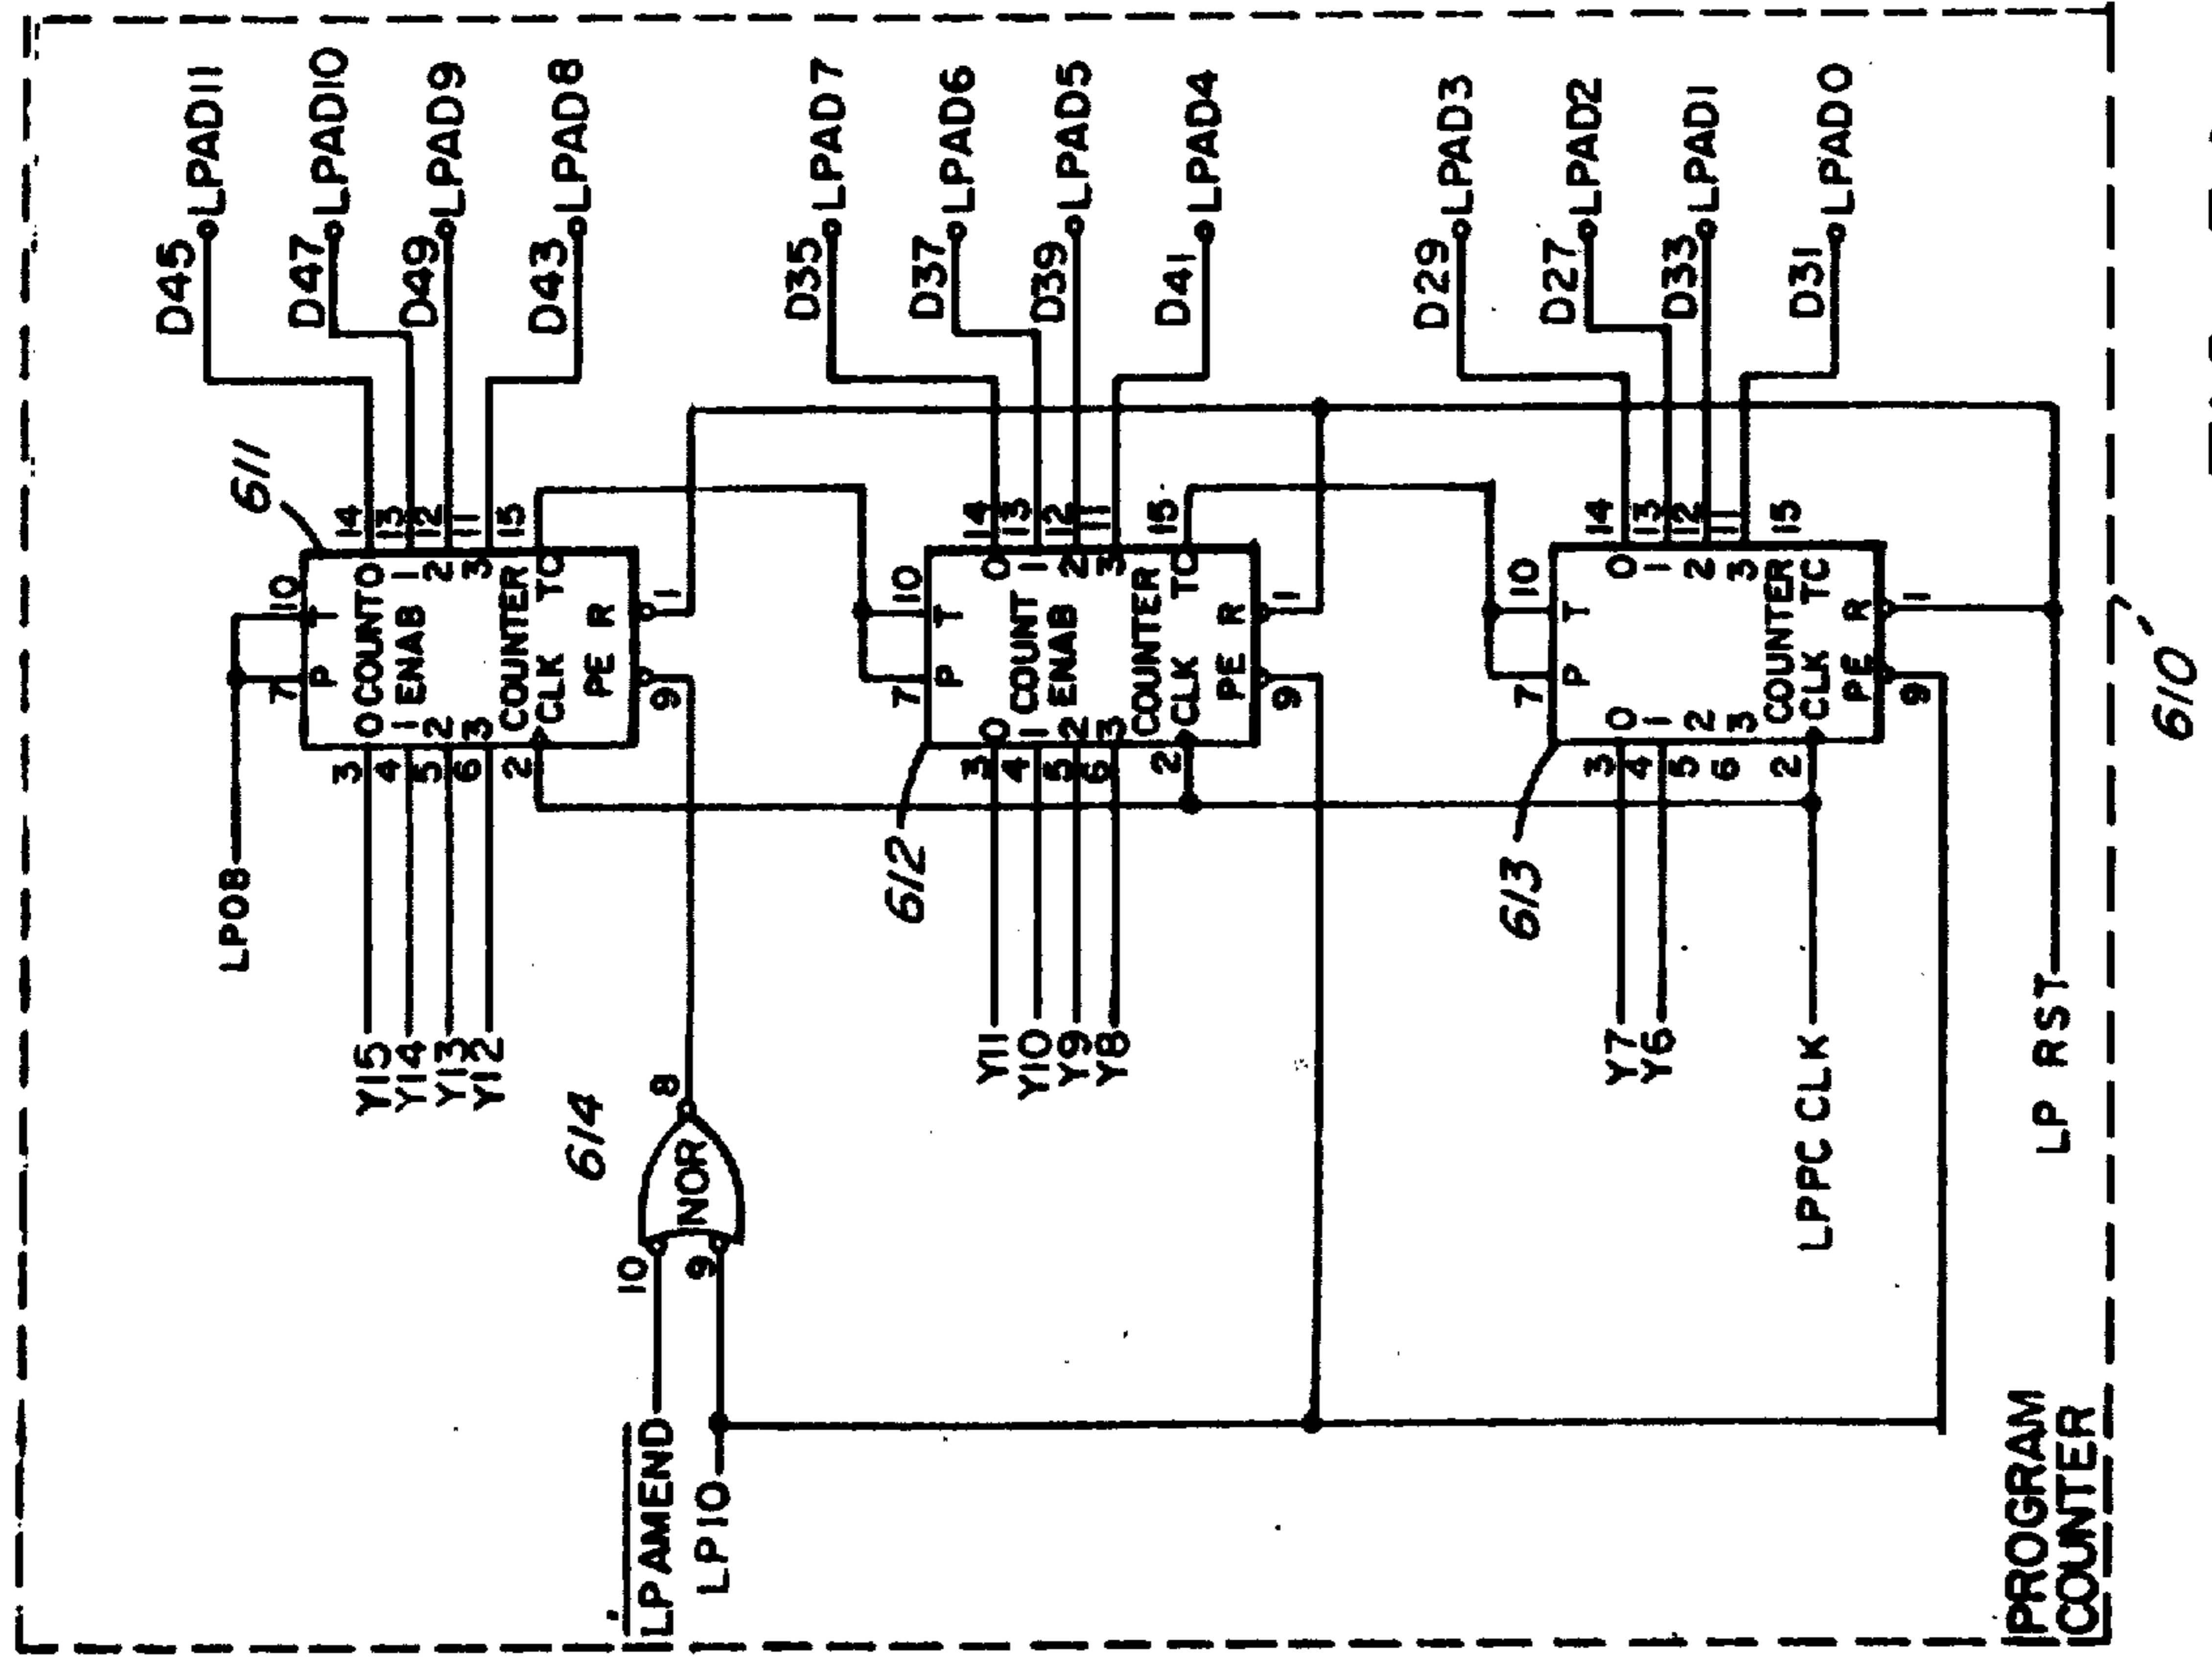 D45
LPAD11
LP0B
611
7
10
D47
LPAD10
P
T
Y15
3
0
COUNT
0
14
Y14
4
1
ENAB
1
13
D49
LPAD9
Y13
5
2
2
12
Y12
6
3
3
11
2
COUNTER
15
CLK
TC
D43
LPAD8
614
PE
R
LPAMEND
10
8
9
1
NOR
LP10
9
D35
LPAD7
612
7
10
D37
LPAD6
P
T
Y11
3
0
0
14
Y10
4
1
COUNT
1
13
Y9
5
2
ENAB
2
12
D39
LPAD5
Y8
6
3
3
11
2
COUNTER
15
CLK
TC
D41
LPAD4
PE
R
9
1
D29
LPAD3
613
7
10
P
T
D27
LPAD2
Y7
3
0
0
14
Y6
4
1
1
13
5
2
2
12
D33
LPAD1
6
3
3
11
2
COUNTER
15
LPPC CLK
CLK
TC
D31
LPAD0
PE
R
9
1
LP RST
PROGRAM
COUNTER
610'